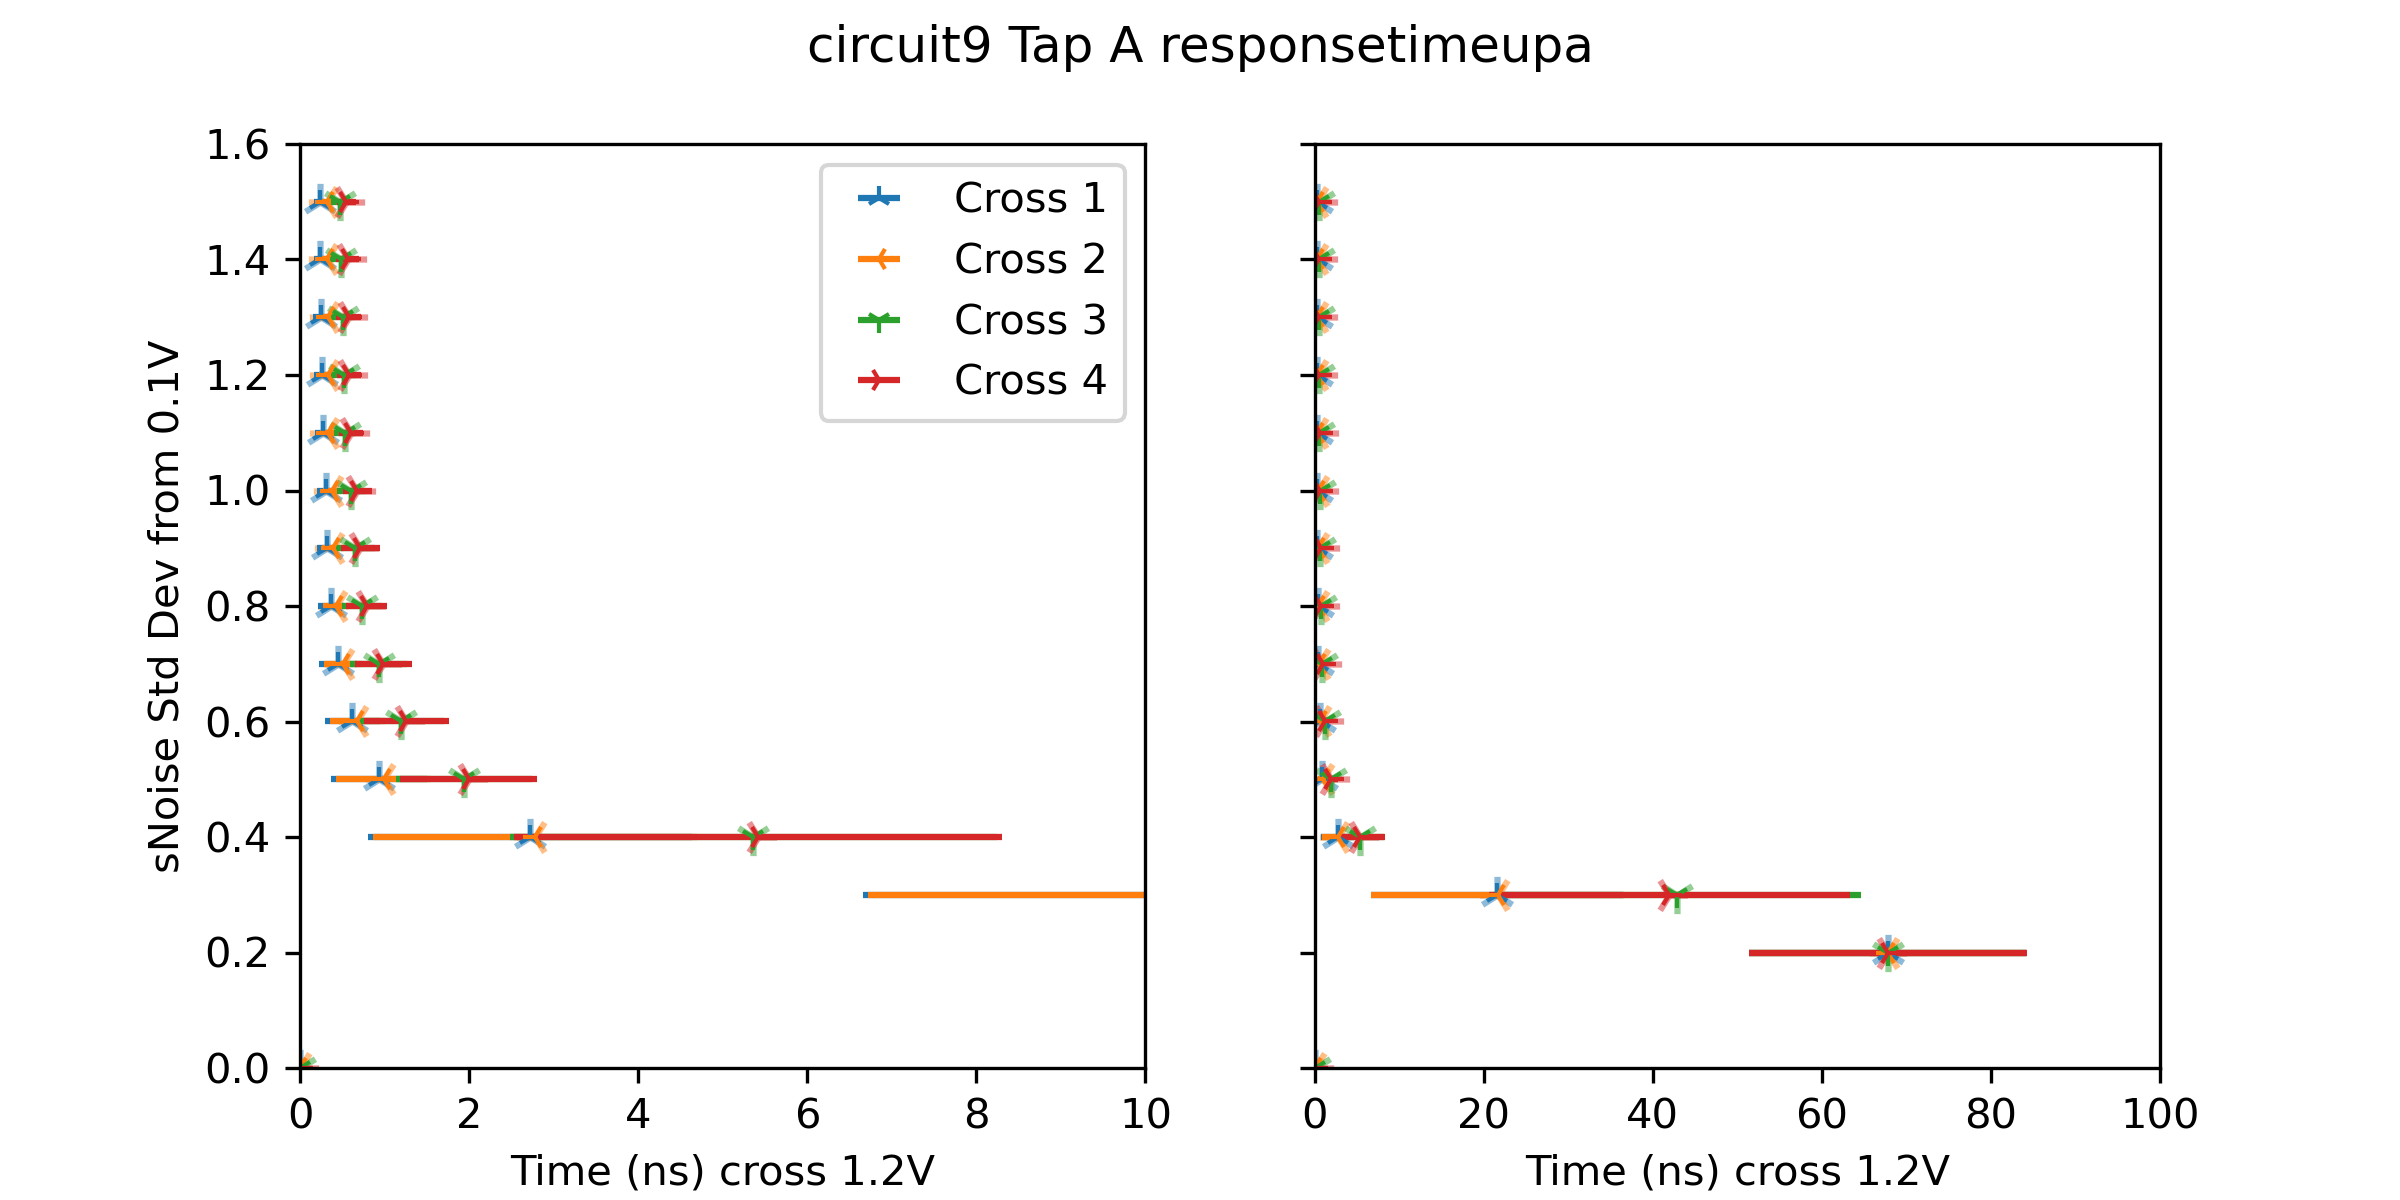 circuit9 Tap A responsetimeupa
sNoise Std Dev from 0.1V
1.6
1.4
1.2
1.0
0.8
0.6
0.4
0.2
0.0
Cross 1
Cross 2
Cross 3
Cross 4
0 2 4 6 8 10
Time (ns) cross 1.2V
0 20 40 60 80 100
Time (ns) cross 1.2V